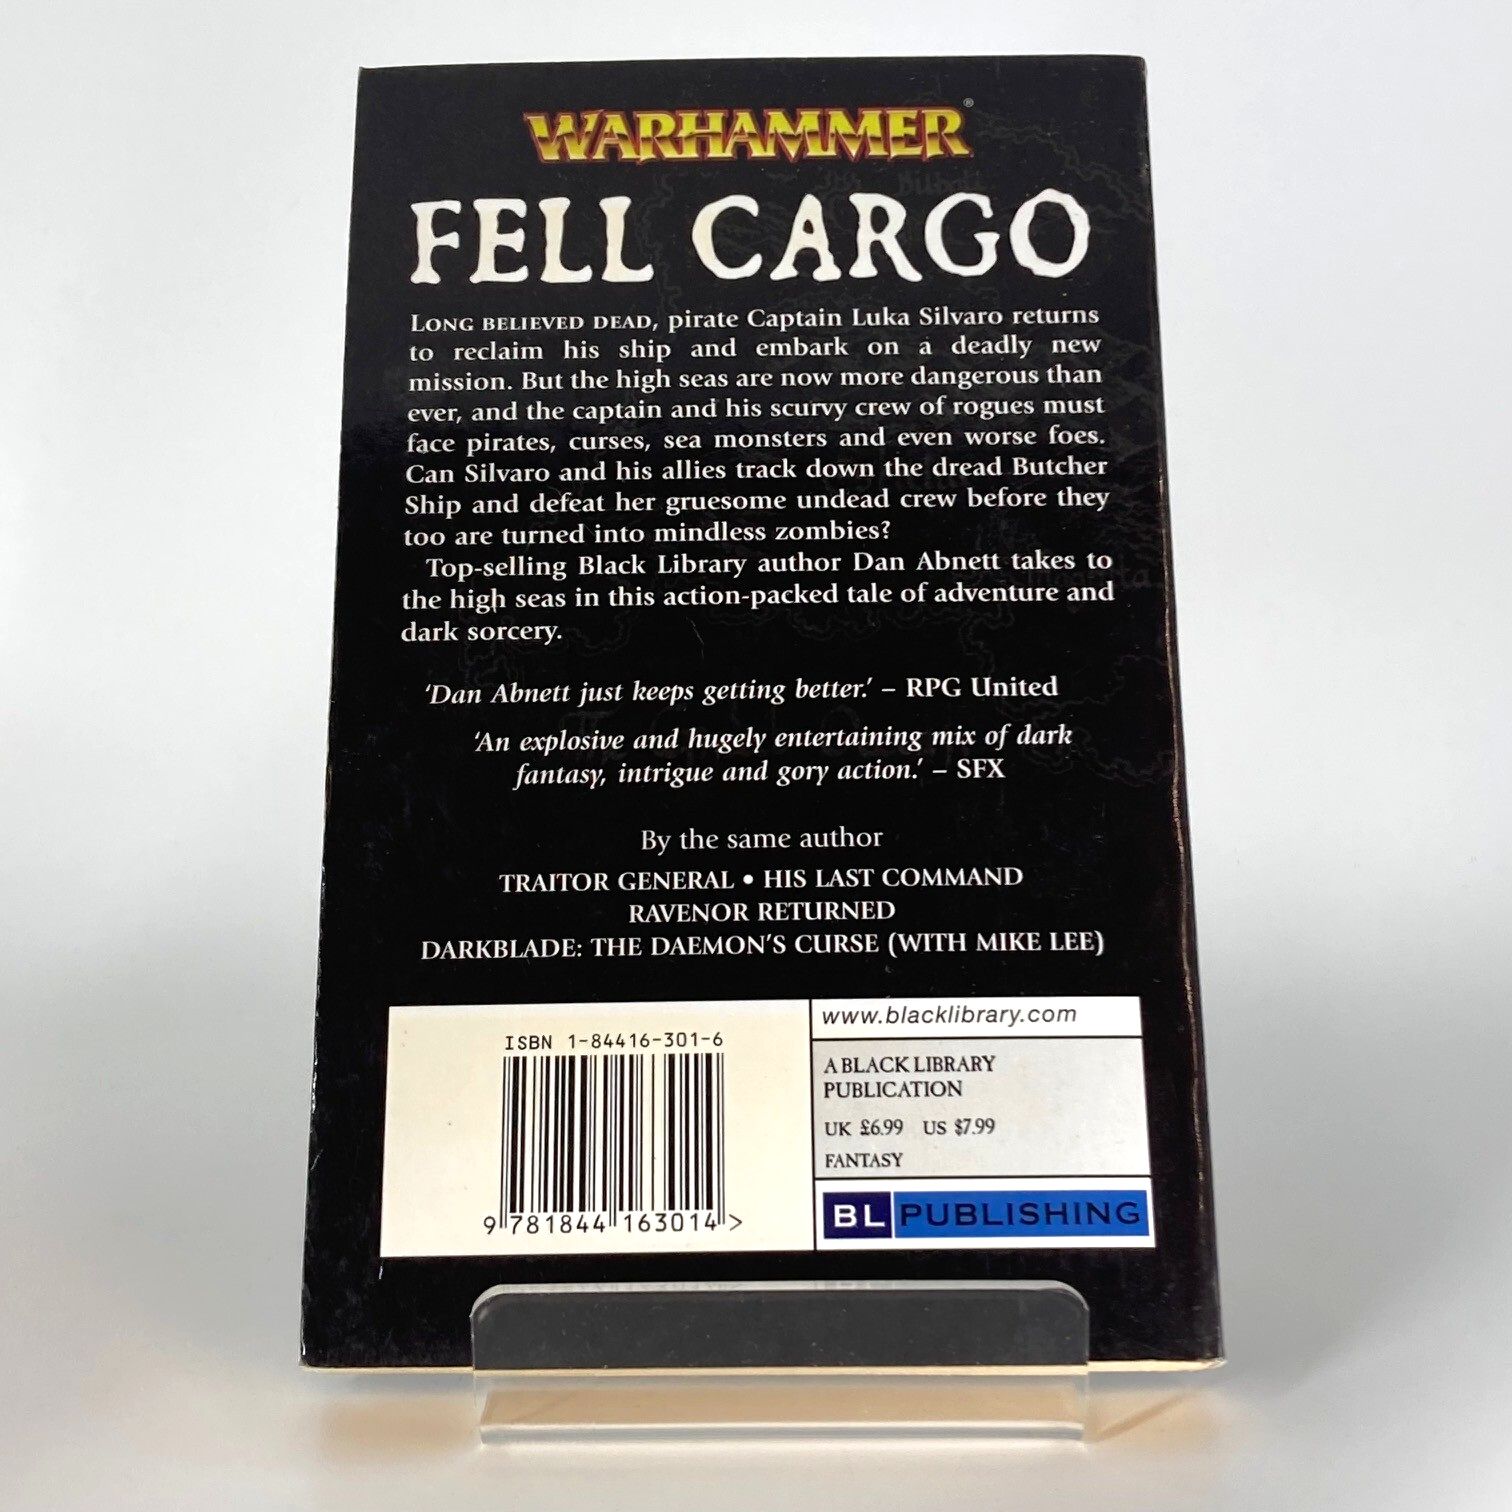 WARHAMMER®
FELL CARGO
LONG BELIEVED DEAD, pirate Captain Luka Silvaro returns
to reclaim his ship and embark on a deadly new
mission. But the high seas are now more dangerous than
ever, and the captain and his scurvy crew of rogues must
face pirates, curses, sea monsters and even worse foes.
Can Silvaro and his allies track down the dread Butcher
Ship and defeat her gruesome undead crew before they
too are turned into mindless zombies?
Top-selling Black Library author Dan Abnett takes to
the high seas in this action-packed tale of adventure and
dark sorcery.
‘Dan Abnett just keeps getting better.’ – RPG United
‘An explosive and hugely entertaining mix of dark
fantasy, intrigue and gory action.’ – SFX
By the same author
TRAITOR GENERAL • HIS LAST COMMAND
RAVENOR RETURNED
DARKBLADE: THE DAEMON'S CURSE (WITH MIKE LEE)
ISBN 1-84416-301-6
9 781844 163014 >
www.blacklibrary.com
A BLACK LIBRARY
PUBLICATION
UK £6.99 US $7.99
FANTASY
BL PUBLISHING